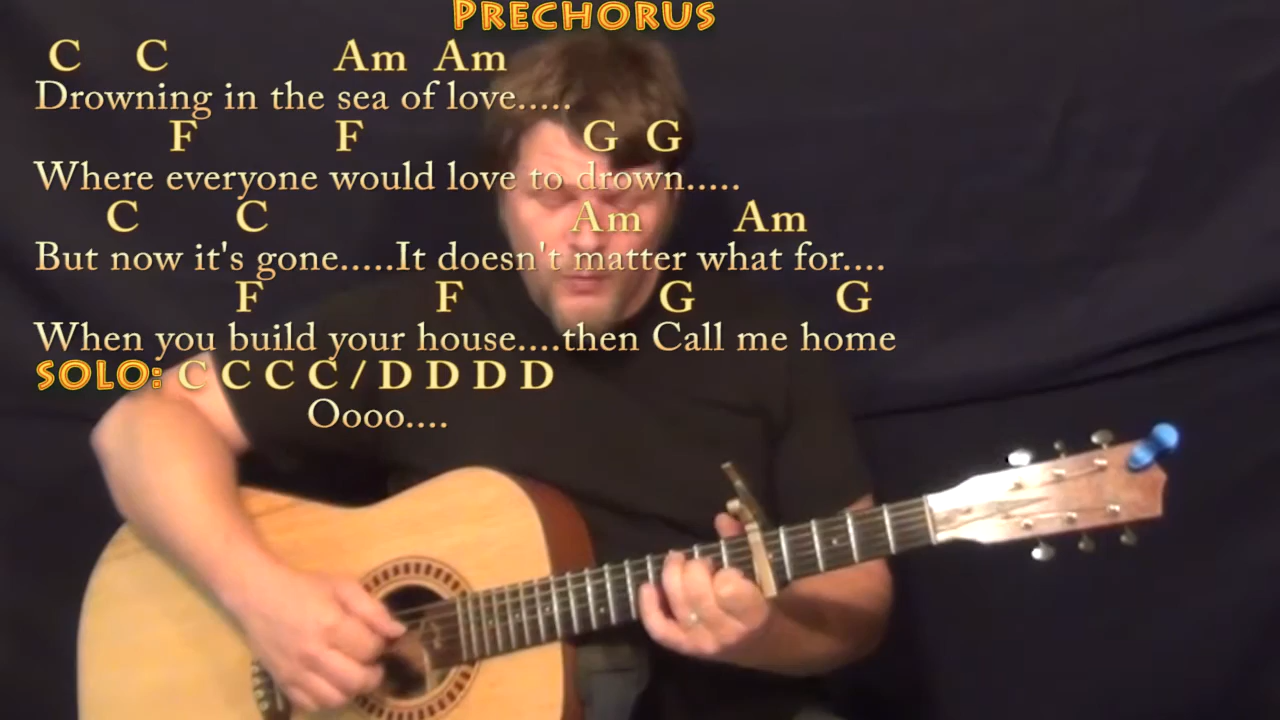 PRECHORUS
C C Am Am
Drowning in the sea of love.....
F F G G
Where everyone would love to drown.....
C C Am Am
But now it's gone.....It doesn't matter what for....
F F G G
When you build your house....then Call me home
SOLO: C C C C / D D D D
Oooo....